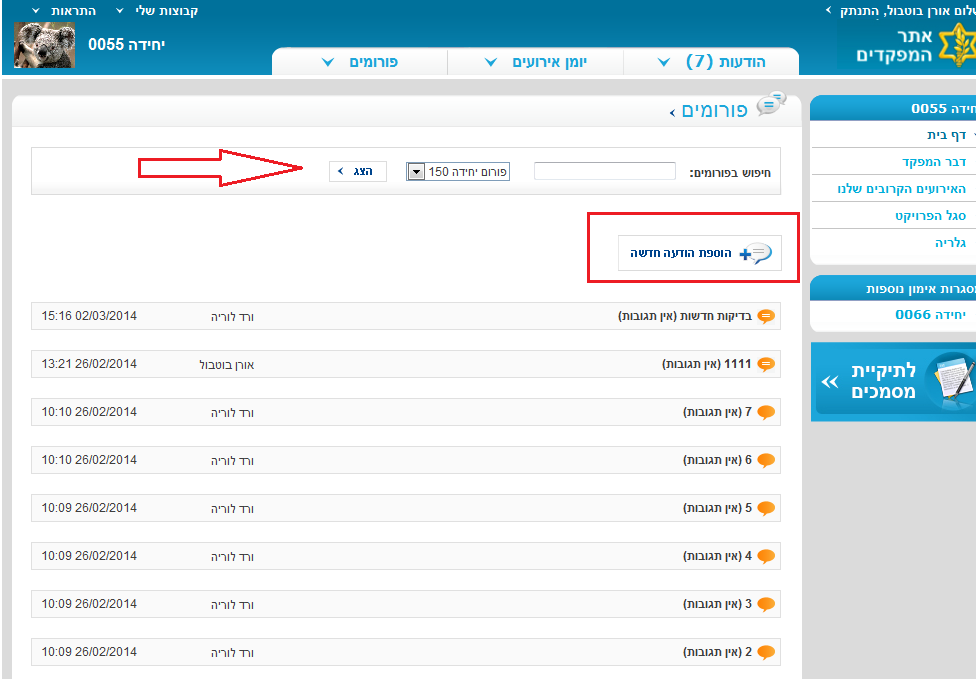 שלום אורן בוטבול, התנתק
קבוצות שלי
התראות
אתר
המפקדים
יחידה 0055
הודעות (7)
יומן אירועים
פורומים
יחידה 0055
דף בית
דבר המפקד
האירועים הקרובים שלנו
סגל הפרויקט
גלריה
מסגרות אימון נוספות
יחידה 0066
לתיקיית
מסמכים
פורומים
חיפוש בפורומים:
פורום יחידה 150
הצג
הוספת הודעה חדשה
בדיקות חדשות (אין תגובות) ורד לוריה 02/03/2014 15:16
1111 (אין תגובות) אורן בוטבול 26/02/2014 13:21
7 (אין תגובות) ורד לוריה 26/02/2014 10:10
6 (אין תגובות) ורד לוריה 26/02/2014 10:10
5 (אין תגובות) ורד לוריה 26/02/2014 10:09
4 (אין תגובות) ורד לוריה 26/02/2014 10:09
3 (אין תגובות) ורד לוריה 26/02/2014 10:09
2 (אין תגובות) ורד לוריה 26/02/2014 10:09